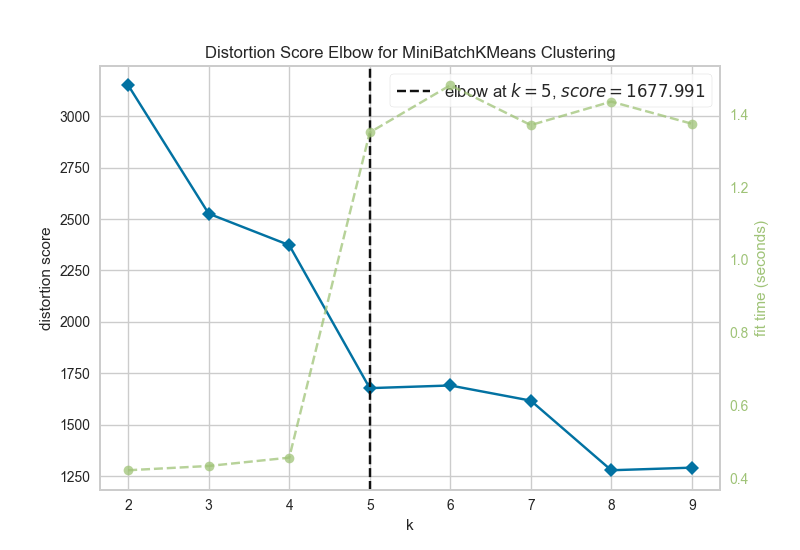 Distortion Score Elbow for MiniBatchKMeans Clustering
elbow at k = 5, score = 1677.991
3000
2750
2500
2250
2000
1750
1500
1250
distortion score
1.4
1.2
1.0
0.8
0.6
0.4
fit time (seconds)
2 3 4 5 6 7 8 9
k